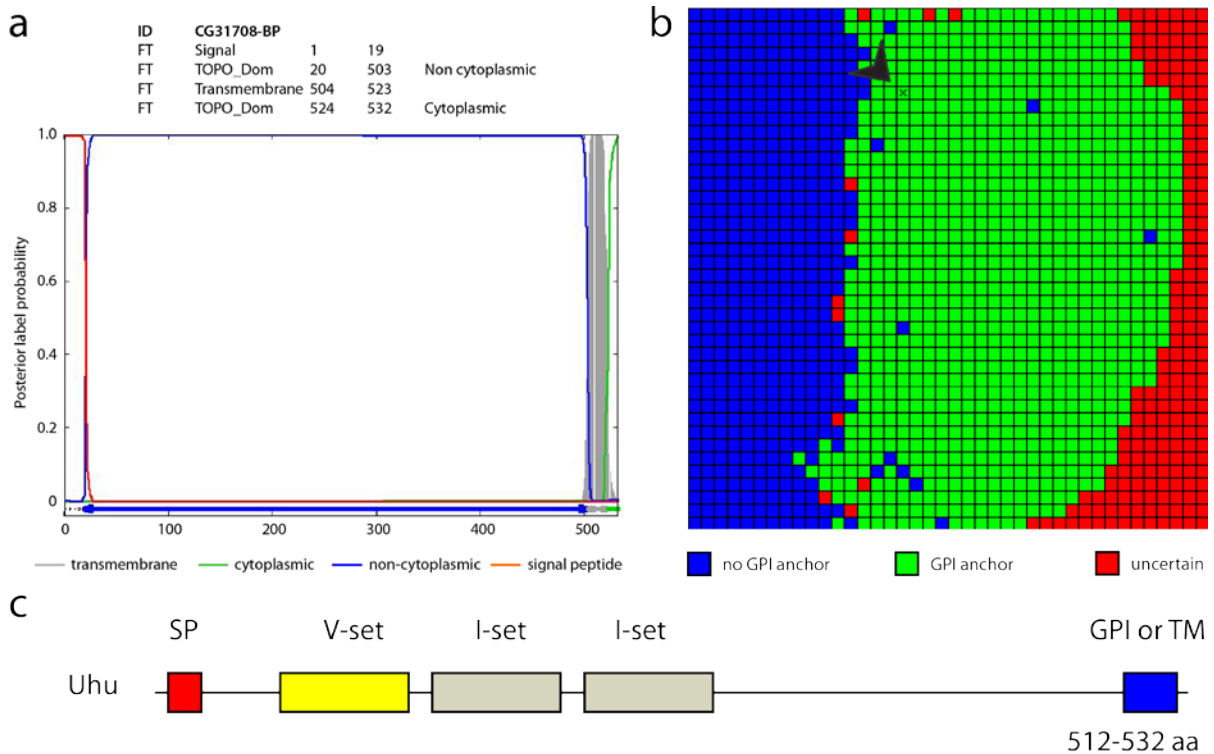 a
ID CG31708-BP
FT Signal 1 19
FT TOPO_Dom 20 503 Non cytoplasmic
FT Transmembrane 504 523
FT TOPO_Dom 524 532 Cytoplasmic
1.0
0.8
0.6
0.4
0.2
0
Posterior label probability
0 100 200 300 400 500
transmembrane cytoplasmic non-cytoplasmic signal peptide
b
no GPI anchor GPI anchor uncertain
c
SP V-set I-set I-set GPI or TM
Uhu
512-532 aa